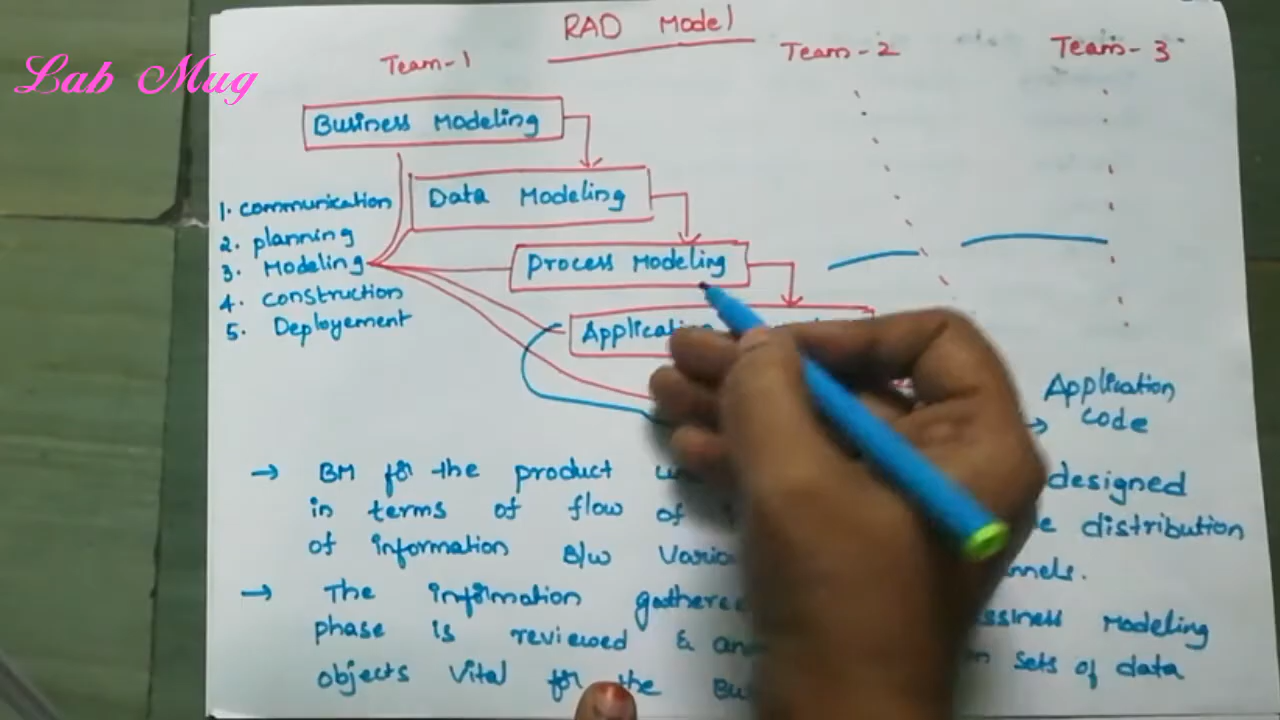 RAD Model
Lab Mug
Team-1
Team-2
Team-3
Business Modeling
Data Modeling
1. communication
2. planning
3. Modeling
4. construction
5. Deployement
Process Modeling
Application
code
→ BM for the product designed
in terms of flow of distribution
of information B/w
→ The information Modeling
phase is reviewed & sets of data
objects vital for the